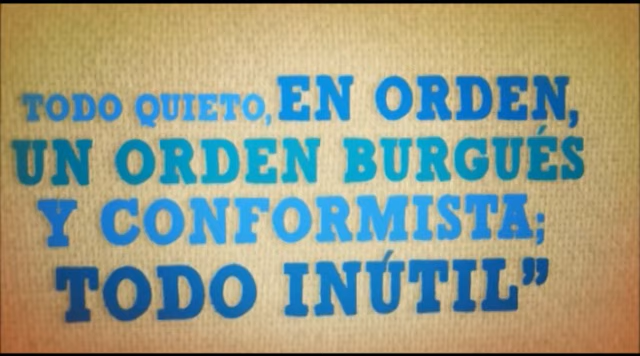 TODO QUIETO, EN ORDEN,
UN ORDEN BURGUÉS
Y CONFORMISTA;
TODO INÚTIL”